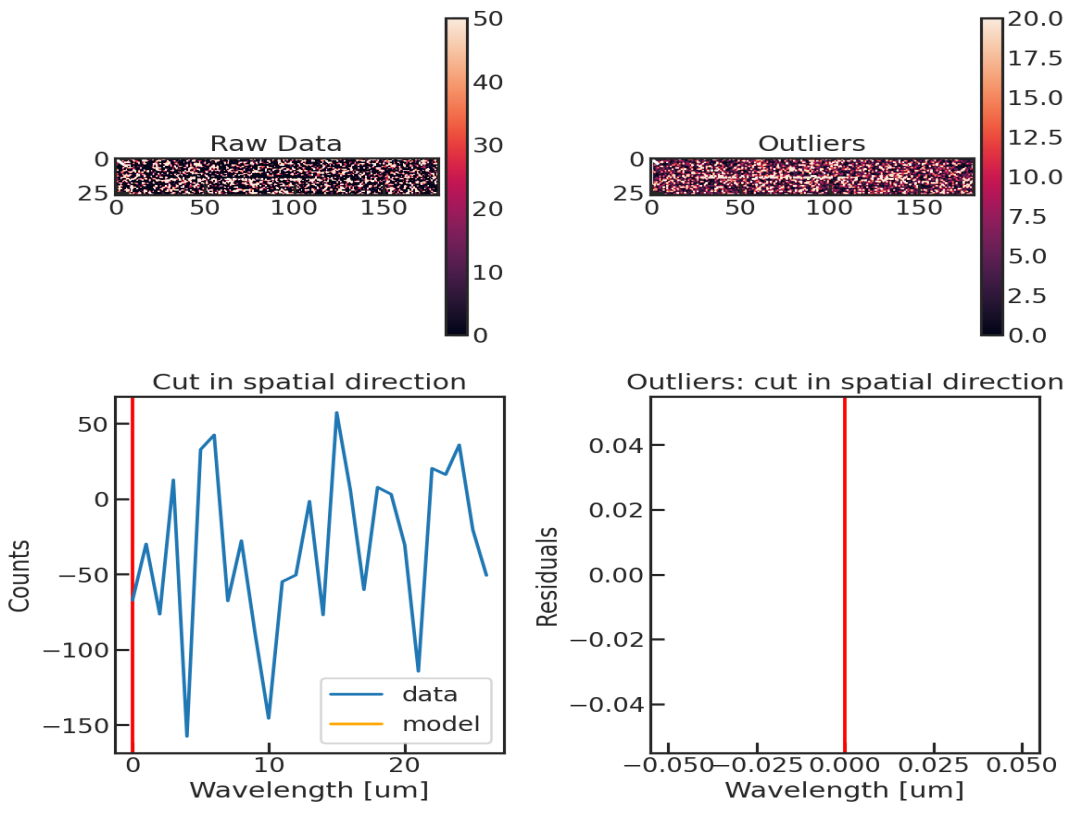 50
40
30
20
10
0
Raw Data
0
25
0 50 100 150
20.0
17.5
15.0
12.5
10.0
7.5
5.0
2.5
0.0
Outliers
0
25
0 50 100 150
Cut in spatial direction
50
0
−50
−100
−150
Counts
data
model
0 10 20
Wavelength [um]
Outliers: cut in spatial direction
0.04
0.02
0.00
−0.02
−0.04
Residuals
−0.050 −0.025 0.000 0.025 0.050
Wavelength [um]